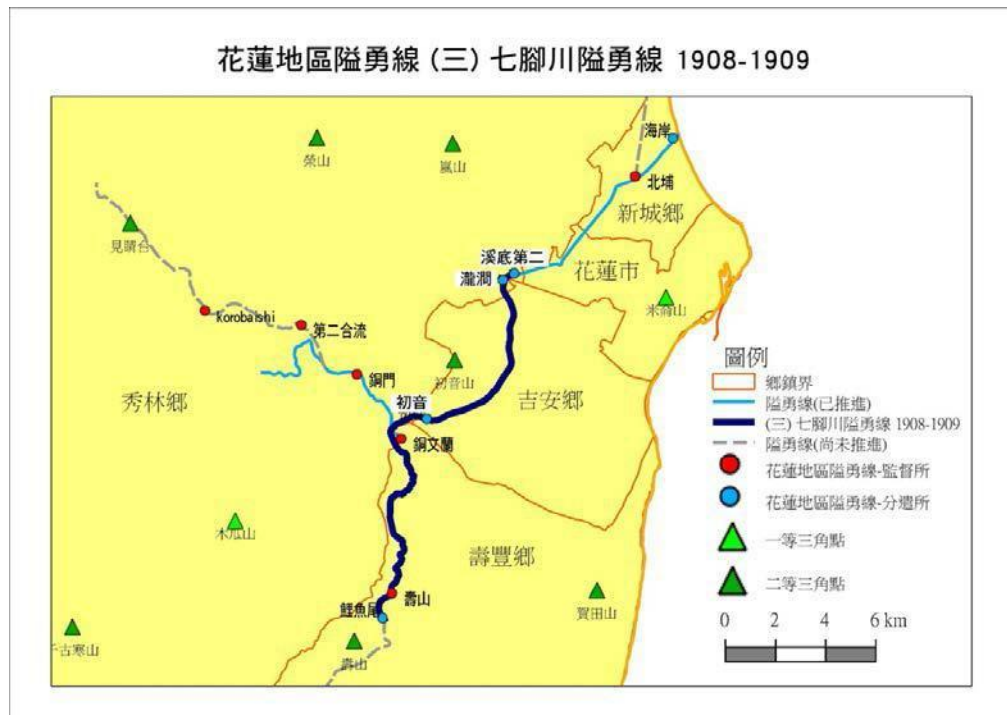 花蓮地區隘勇線 (三) 七腳川隘勇線 1908-1909
海岸
榮山
嵐山
北埔
新城鄉
見晴台
溪底第二
花蓮市
瀧澗
米崙山
Korobaishi
第二合流
圖例
銅門
初音山
鄉鎮界
秀林鄉
初音
吉安鄉
隘勇線(已推進)
(三) 七腳川隘勇線 1908-1909
銅文蘭
隘勇線(尚未推進)
花蓮地區隘勇線-監督所
花蓮地區隘勇線-分遣所
木瓜山
一等三角點
壽豐鄉
二等三角點
壽山
鯉魚尾
賀田山
0 2 4 6 km
千古寒山
壽山